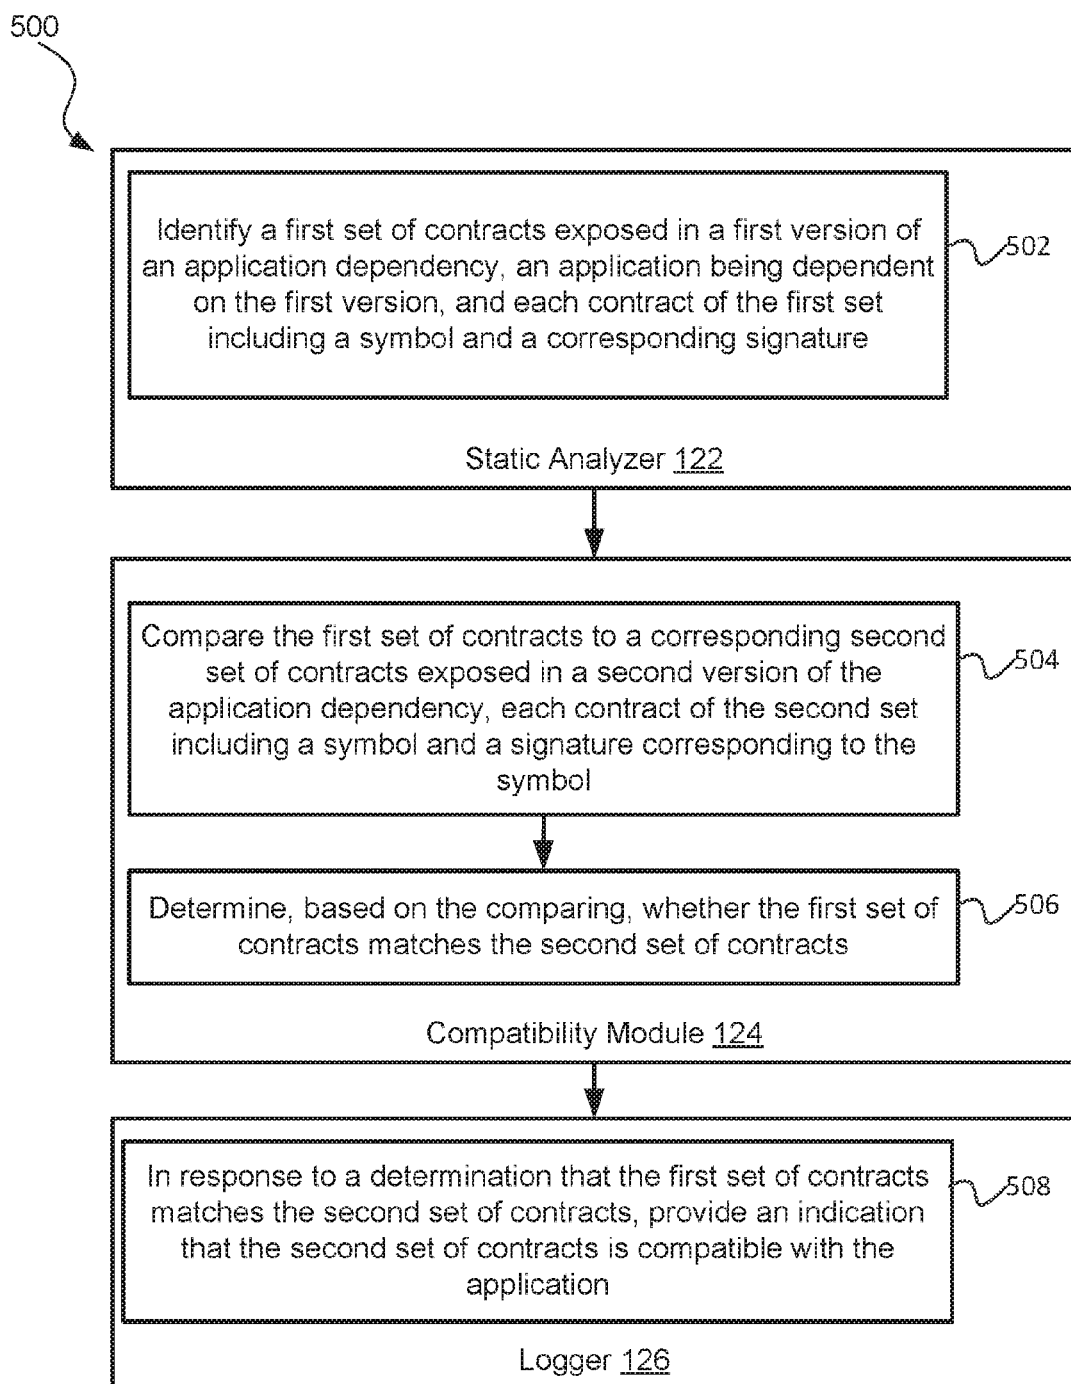 500
Identify a first set of contracts exposed in a first version of
an application dependency, an application being dependent
on the first version, and each contract of the first set
including a symbol and a corresponding signature
502
Static Analyzer 122
Compare the first set of contracts to a corresponding second
set of contracts exposed in a second version of the
application dependency, each contract of the second set
including a symbol and a signature corresponding to the
symbol
504
Determine, based on the comparing, whether the first set of
contracts matches the second set of contracts
506
Compatibility Module 124
In response to a determination that the first set of contracts
matches the second set of contracts, provide an indication
that the second set of contracts is compatible with the
application
508
Logger 126